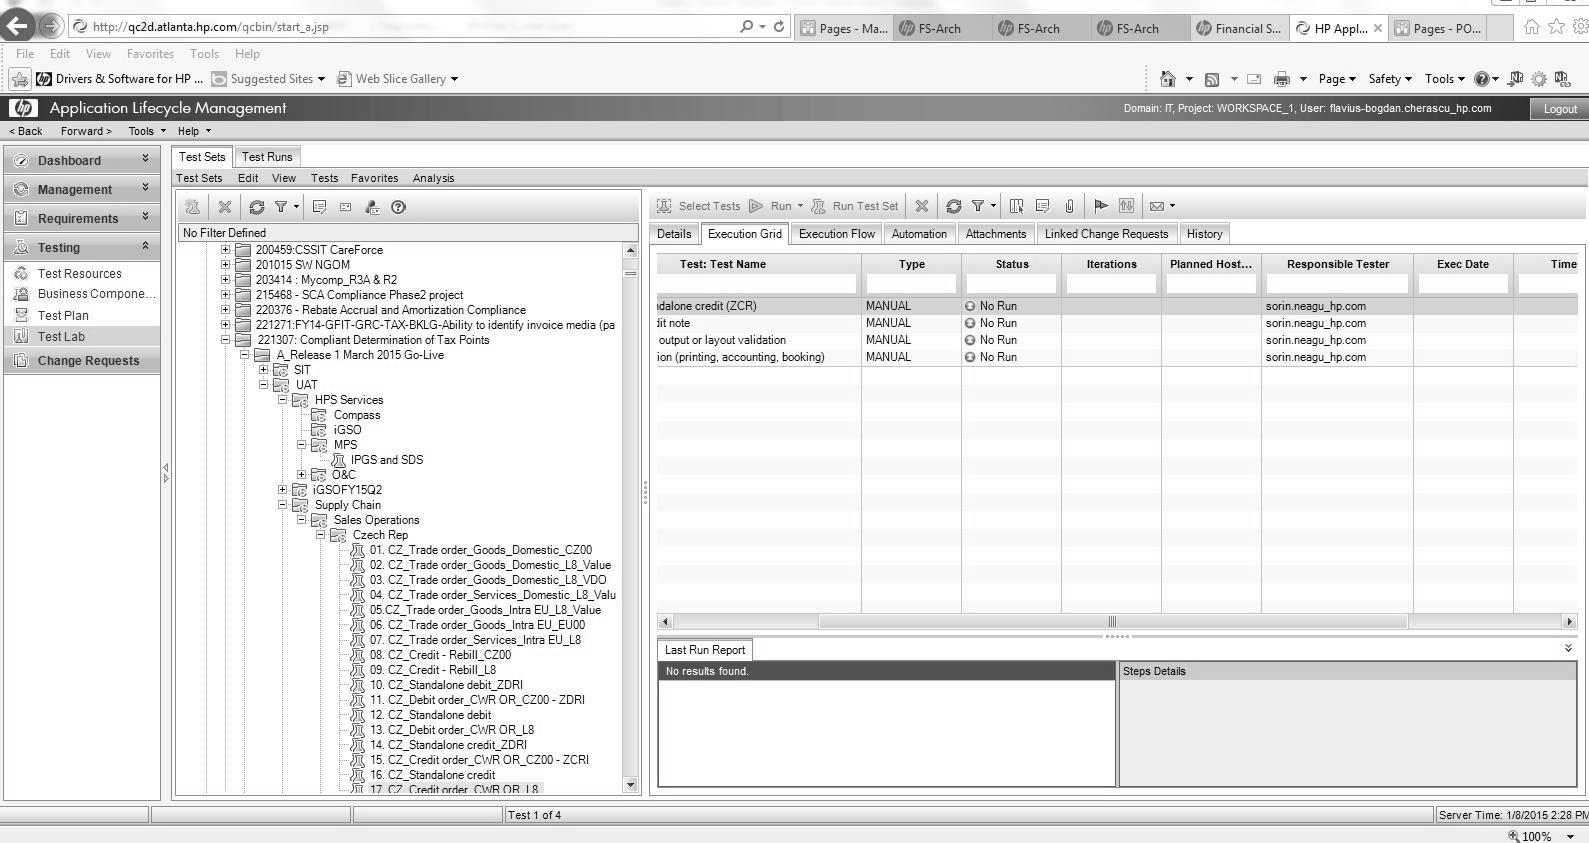 http://qc2d.atlanta.hp.com/qcbin/start_a.jsp
Pages - Ma...
FS-Arch
FS-Arch
FS-Arch
Financial S...
HP Appl...
Pages - PO...
File Edit View Favorites Tools Help
Drivers & Software for HP ... Suggested Sites Web Slice Gallery
Page Safety Tools
hp Application Lifecycle Management
Domain: IT, Project: WORKSPACE_1, User: flavius-bogdan.cherascu_hp.com
Logout
< Back Forward > Tools Help
Dashboard
Management
Requirements
Testing
Test Resources
Business Compone...
Test Plan
Test Lab
Change Requests
Test Sets Test Runs
Test Sets Edit View Tests Favorites Analysis
No Filter Defined
200459:CSSIT CareForce
201015 SW NGOM
203414 : Mycomp_R3A & R2
215468 - SCA Compliance Phase2 project
220376 - Rebate Accrual and Amortization Compliance
221271:FY14-GFIT-GRC-TAX-BKLG-Ability to identify invoice media (pa
221307: Compliant Determination of Tax Points
A_Release 1 March 2015 Go-Live
SIT
UAT
HPS Services
Compass
iGSO
MPS
IPGS and SDS
O&C
iGSOFY15Q2
Supply Chain
Sales Operations
Czech Rep
01. CZ_Trade order_Goods_Domestic_CZ00
02. CZ_Trade order_Goods_Domestic_L8_Value
03. CZ_Trade order_Goods_Domestic_L8_VDO
04. CZ_Trade order_Services_Domestic_L8_Valu
05.CZ_Trade order_Goods_Intra EU_L8_Value
06. CZ_Trade order_Goods_Intra EU_EU00
07. CZ_Trade order_Services_Intra EU_L8
08. CZ_Credit - Rebill_CZ00
09. CZ_Credit - Rebill_L8
10. CZ_Standalone debit_ZDRI
11. CZ_Debit order_CWR OR_CZ00 - ZDRI
12. CZ_Standalone debit
13. CZ_Debit order_CWR OR_L8
14. CZ_Standalone credit_ZDRI
15. CZ_Credit order_CWR OR_CZ00 - ZCRI
16. CZ_Standalone credit
17. CZ_Credit order_CWR OR_L8
Select Tests Run Run Test Set
Details Execution Grid Execution Flow Automation Attachments Linked Change Requests History
Test: Test Name Type Status Iterations Planned Host... Responsible Tester Exec Date Time
dalone credit (ZCR) MANUAL No Run sorin.neagu_hp.com
dit note MANUAL No Run sorin.neagu_hp.com
output or layout validation MANUAL No Run sorin.neagu_hp.com
ion (printing, accounting, booking) MANUAL No Run sorin.neagu_hp.com
Last Run Report
No results found.
Steps Details
Test 1 of 4
Server Time: 1/8/2015 2:28 PM
100%